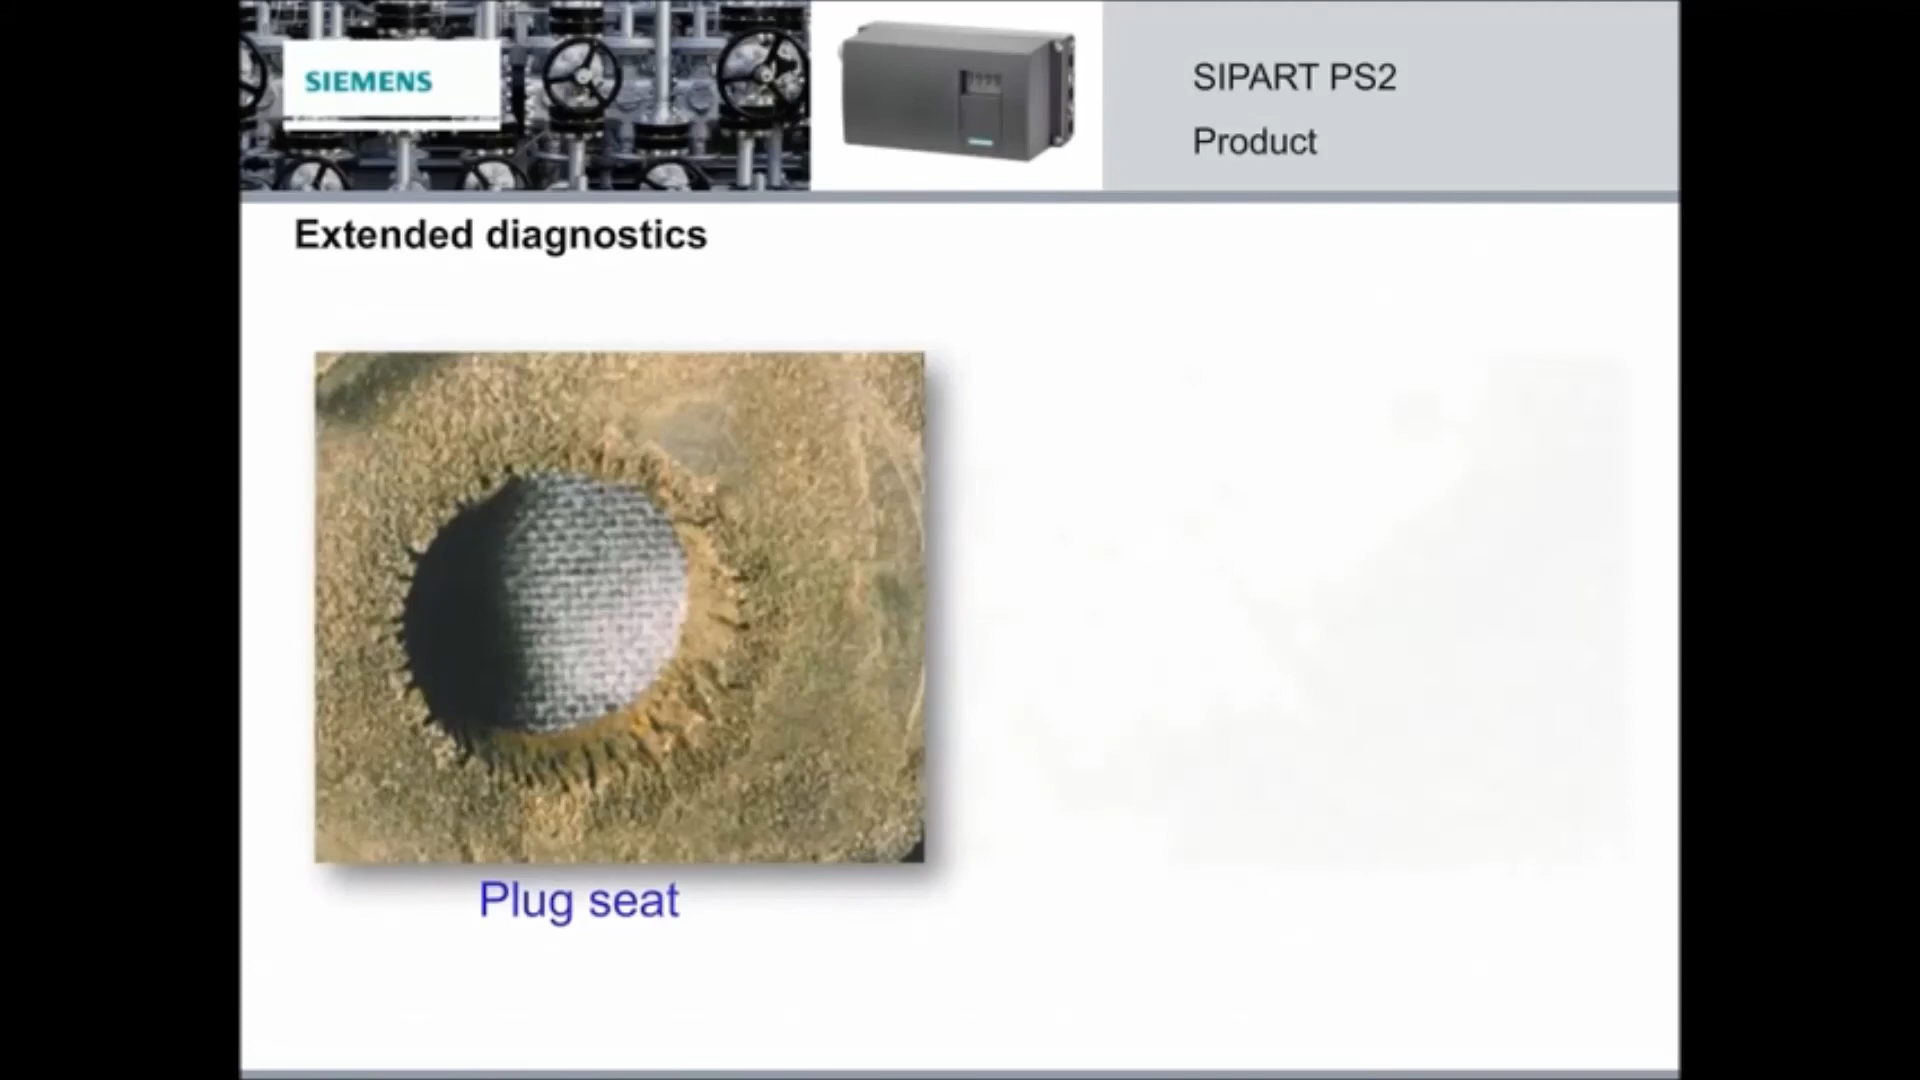 SIEMENS
SIPART PS2
Product
Extended diagnostics
Plug seat